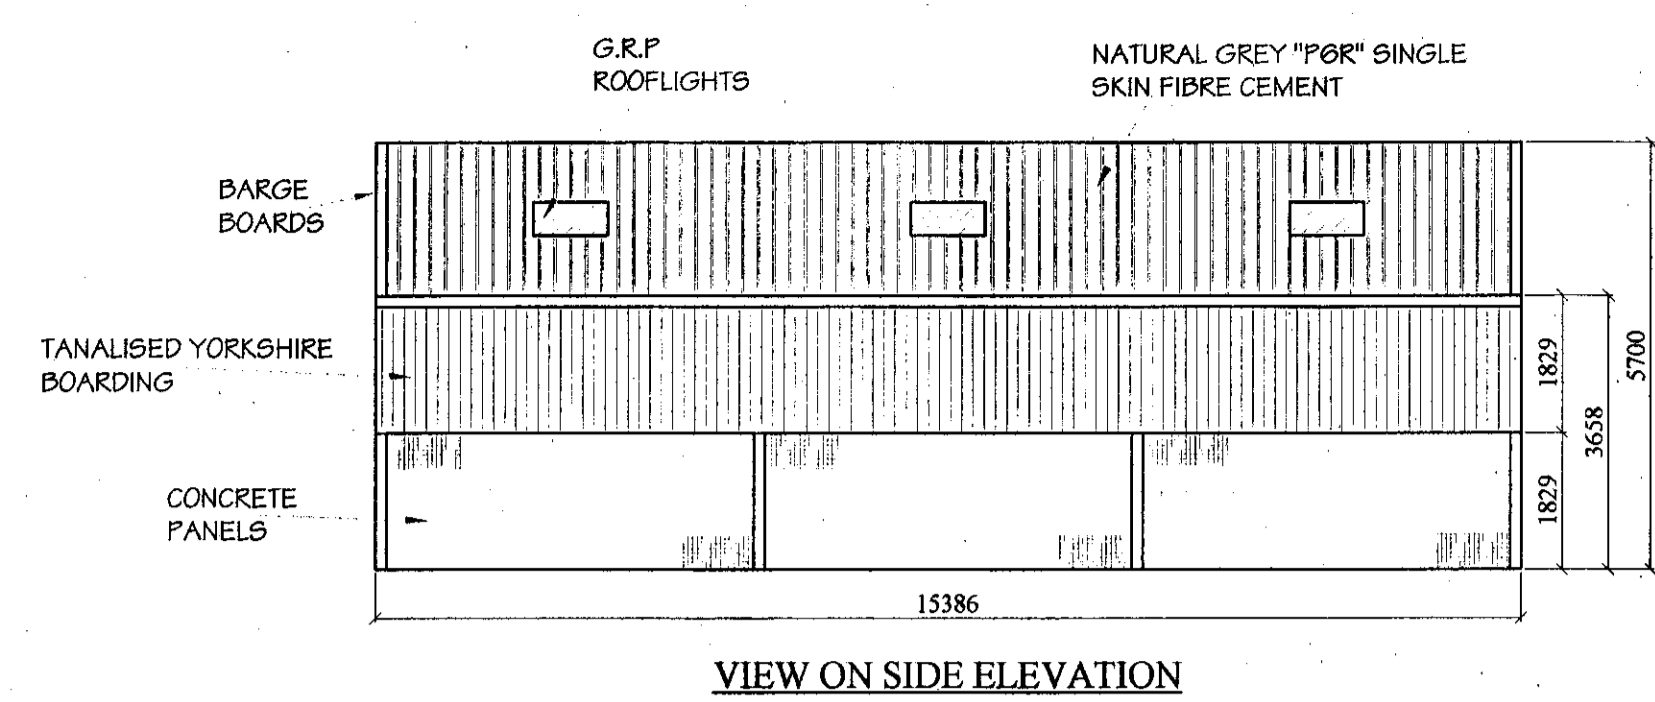 G.R.P
ROOFLIGHTS
NATURAL GREY "P6R" SINGLE
SKIN FIBRE CEMENT
BARGE
BOARDS
TANALISED YORKSHIRE
BOARDING
CONCRETE
PANELS
1829
1829
3658
5700
15386
VIEW ON SIDE ELEVATION